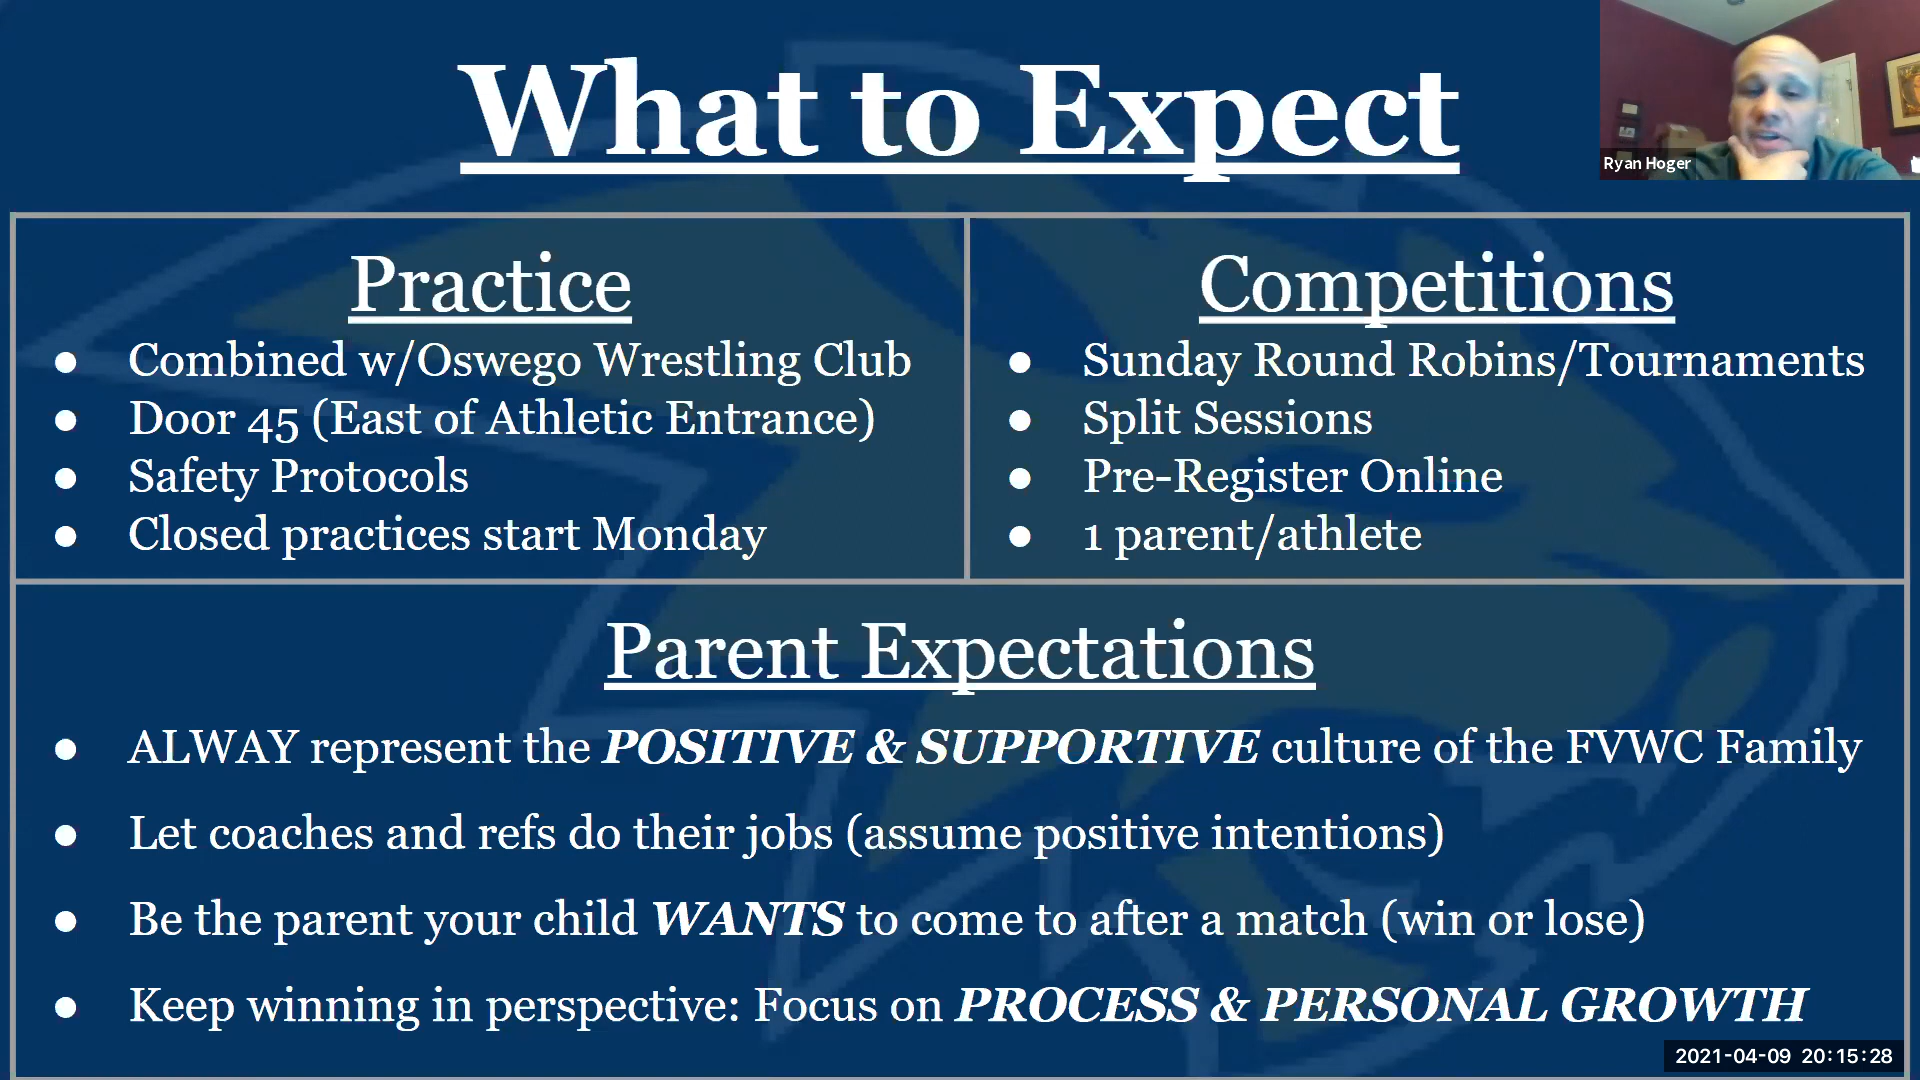 What to Expect
Ryan Hoger
Practice
● Combined w/Oswego Wrestling Club
● Door 45 (East of Athletic Entrance)
● Safety Protocols
● Closed practices start Monday
Competitions
● Sunday Round Robins/Tournaments
● Split Sessions
● Pre-Register Online
● 1 parent/athlete
Parent Expectations
● ALWAY represent the POSITIVE & SUPPORTIVE culture of the FVWC Family
● Let coaches and refs do their jobs (assume positive intentions)
● Be the parent your child WANTS to come to after a match (win or lose)
● Keep winning in perspective: Focus on PROCESS & PERSONAL GROWTH
2021-04-09 20:15:28